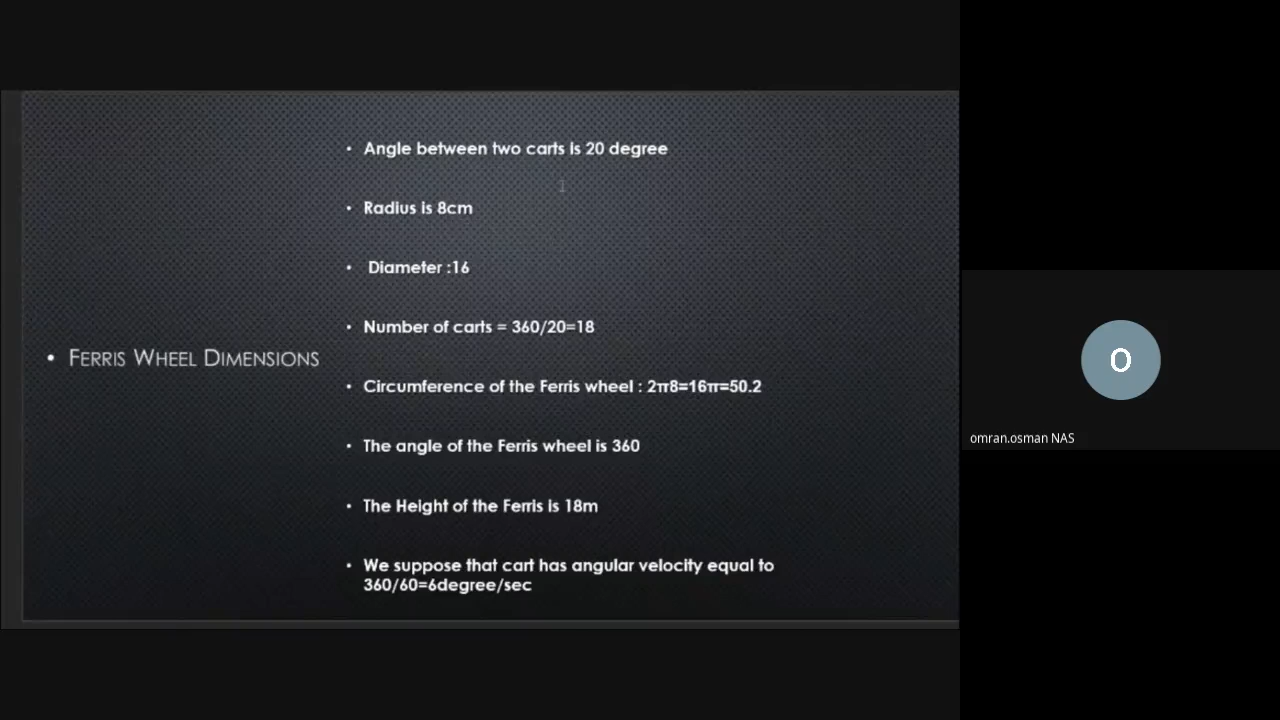 • Angle between two carts is 20 degree
• Radius is 8cm
• Diameter :16
• Number of carts = 360/20=18
• FERRIS WHEEL DIMENSIONS
• Circumference of the Ferris wheel : 2π8=16π=50.2
• The angle of the Ferris wheel is 360
• The Height of the Ferris is 18m
• We suppose that cart has angular velocity equal to
360/60=6degree/sec
O
omran.osman NAS